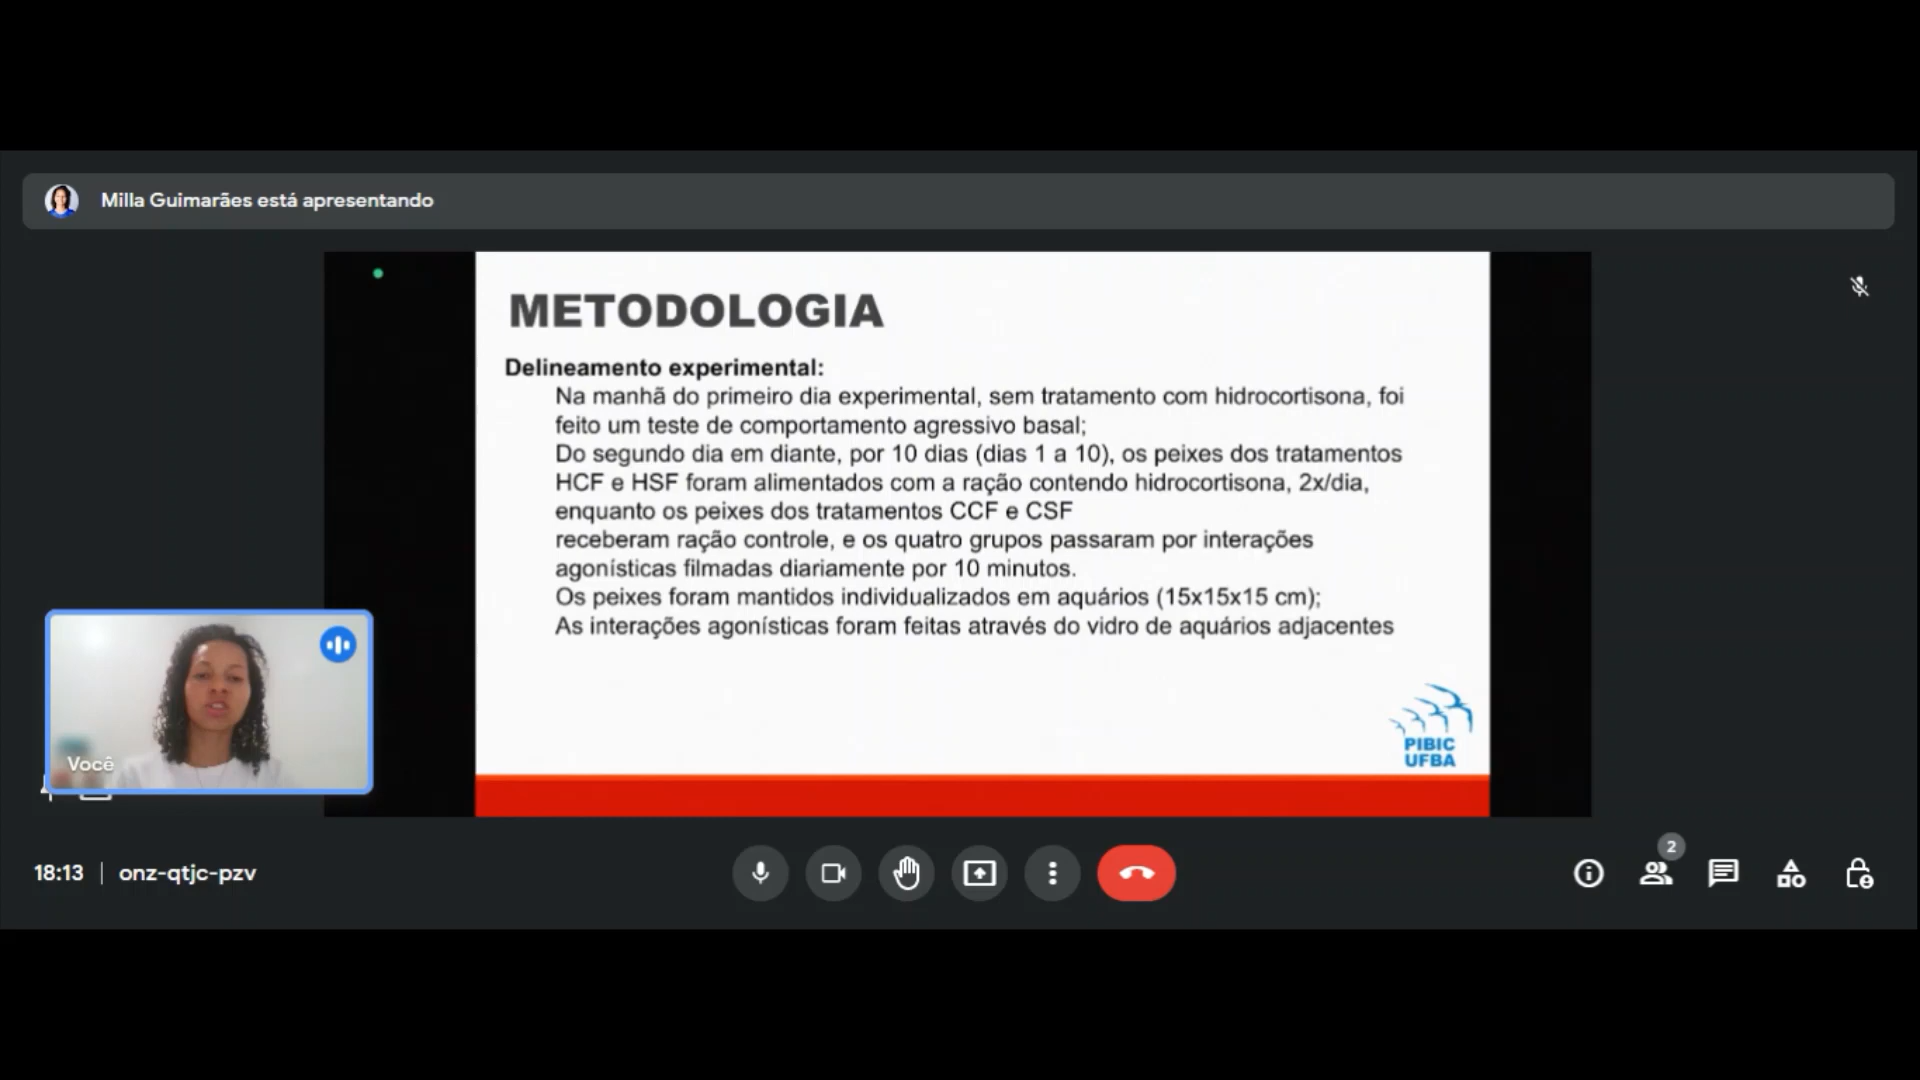 Milla Guimarães está apresentando
METODOLOGIA
Delineamento experimental:
Na manhã do primeiro dia experimental, sem tratamento com hidrocortisona, foi
feito um teste de comportamento agressivo basal;
Do segundo dia em diante, por 10 dias (dias 1 a 10), os peixes dos tratamentos
HCF e HSF foram alimentados com a ração contendo hidrocortisona, 2x/dia,
enquanto os peixes dos tratamentos CCF e CSF
receberam ração controle, e os quatro grupos passaram por interações
agonísticas filmadas diariamente por 10 minutos.
Os peixes foram mantidos individualizados em aquários (15x15x15 cm);
As interações agonísticas foram feitas através do vidro de aquários adjacentes
PIBIC
UFBA
Você
18:13 | onz-qtjc-pzv
2